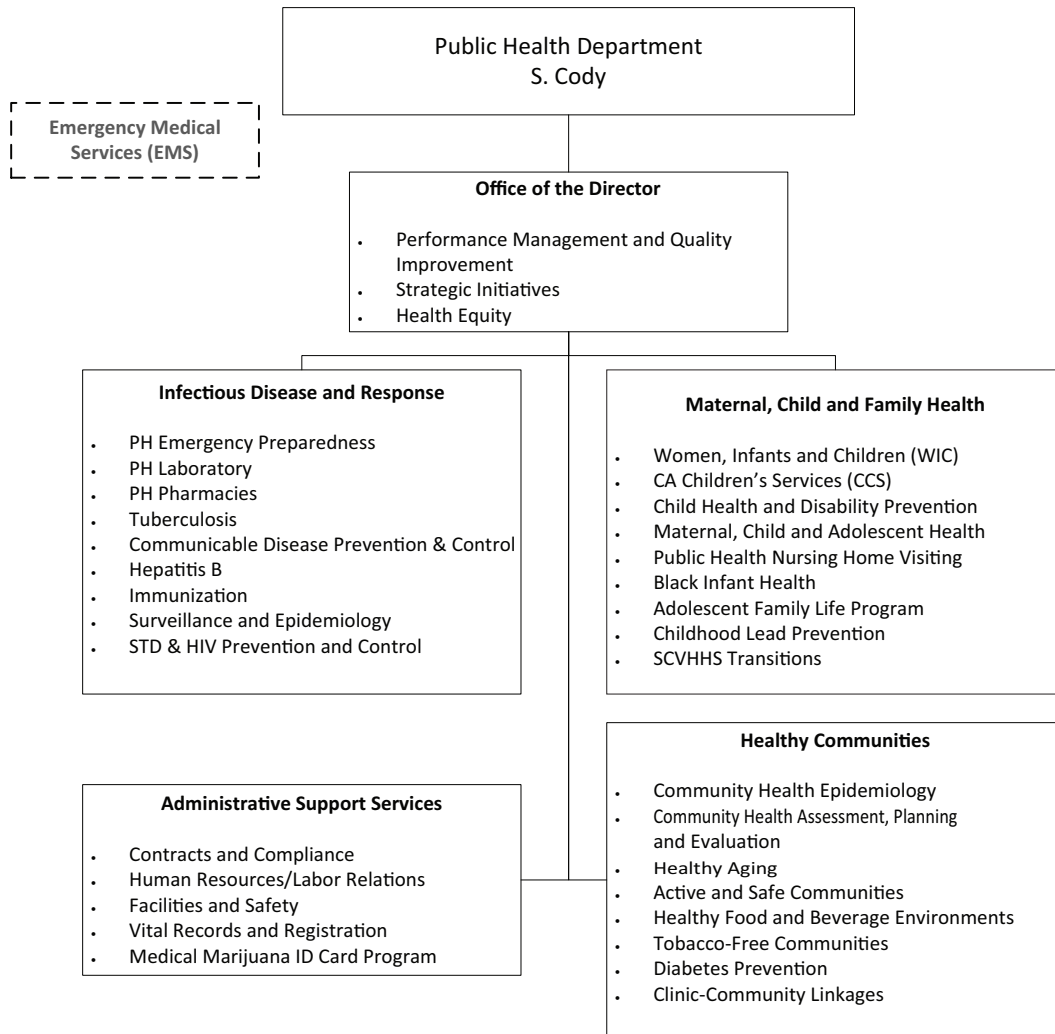 Public Health Department
S. Cody
Emergency Medical
Services (EMS)
Office of the Director
• Performance Management and Quality
Improvement
• Strategic Initiatives
• Health Equity
Infectious Disease and Response
• PH Emergency Preparedness
• PH Laboratory
• PH Pharmacies
• Tuberculosis
• Communicable Disease Prevention & Control
• Hepatitis B
• Immunization
• Surveillance and Epidemiology
• STD & HIV Prevention and Control
Maternal, Child and Family Health
• Women, Infants and Children (WIC)
• CA Children’s Services (CCS)
• Child Health and Disability Prevention
• Maternal, Child and Adolescent Health
• Public Health Nursing Home Visiting
• Black Infant Health
• Adolescent Family Life Program
• Childhood Lead Prevention
• SCVHHS Transitions
Administrative Support Services
• Contracts and Compliance
• Human Resources/Labor Relations
• Facilities and Safety
• Vital Records and Registration
• Medical Marijuana ID Card Program
Healthy Communities
• Community Health Epidemiology
• Community Health Assessment, Planning
and Evaluation
• Healthy Aging
• Active and Safe Communities
• Healthy Food and Beverage Environments
• Tobacco-Free Communities
• Diabetes Prevention
• Clinic-Community Linkages